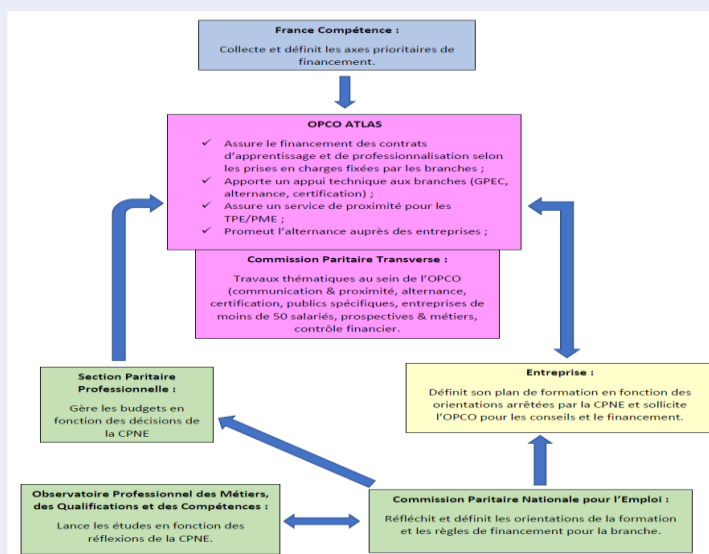 France Compétence :
Collecte et définit les axes prioritaires de
financement.
OPCO ATLAS
✓ Assure le financement des contrats
d'apprentissage et de professionnalisation selon
les prises en charges fixées par les branches ;
✓ Apporte un appui technique aux branches (GPEC,
alternance, certification) ;
✓ Assure un service de proximité pour les
TPE/PME ;
✓ Promeut l'alternance auprès des entreprises ;
Commission Paritaire Transverse :
Travaux thématiques au sein de l'OPCO
(communication & proximité, alternance,
certification, publics spécifiques, entreprises de
moins de 50 salariés, prospectives & métiers,
contrôle financier.
Section Paritaire
Professionnelle :
Gère les budgets en
fonction des décisions de
la CPNE
Entreprise :
Définit son plan de formation en fonction des
orientations arrêtées par la CPNE et sollicite
l'OPCO pour les conseils et le financement.
Observatoire Professionnel des Métiers,
des Qualifications et des Compétences :
Lance les études en fonction des
réflexions de la CPNE.
Commission Paritaire Nationale pour l'Emploi :
Réfléchit et définit les orientations de la formation
et les règles de financement pour la branche.